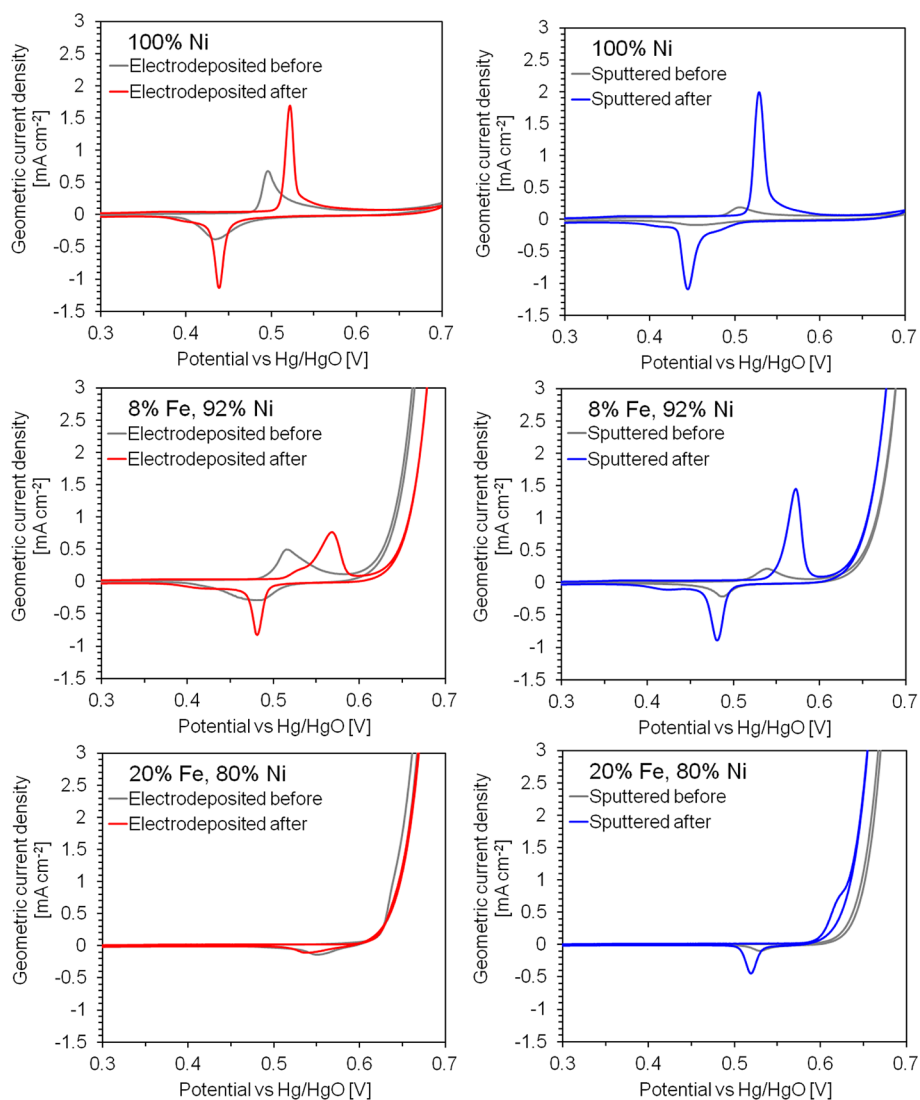 100% Ni
Electrodeposited before
Electrodeposited after
Geometric current density
[mA cm-2]
3
2.5
2
1.5
1
0.5
0
-0.5
-1
-1.5
0.3 0.4 0.5 0.6 0.7
Potential vs Hg/HgO [V]
100% Ni
Sputtered before
Sputtered after
Geometric current density
[mA cm-2]
3
2.5
2
1.5
1
0.5
0
-0.5
-1
-1.5
0.3 0.4 0.5 0.6 0.7
Potential vs Hg/HgO [V]
8% Fe, 92% Ni
Electrodeposited before
Electrodeposited after
Geometric current density
[mA cm-2]
3
2.5
2
1.5
1
0.5
0
-0.5
-1
-1.5
0.3 0.4 0.5 0.6 0.7
Potential vs Hg/HgO [V]
8% Fe, 92% Ni
Sputtered before
Sputtered after
Geometric current density
[mA cm-2]
3
2.5
2
1.5
1
0.5
0
-0.5
-1
-1.5
0.3 0.4 0.5 0.6 0.7
Potential vs Hg/HgO [V]
20% Fe, 80% Ni
Electrodeposited before
Electrodeposited after
Geometric current density
[mA cm-2]
3
2.5
2
1.5
1
0.5
0
-0.5
-1
-1.5
0.3 0.4 0.5 0.6 0.7
Potential vs Hg/HgO [V]
20% Fe, 80% Ni
Sputtered before
Sputtered after
Geometric current density
[mA cm-2]
3
2.5
2
1.5
1
0.5
0
-0.5
-1
-1.5
0.3 0.4 0.5 0.6 0.7
Potential vs Hg/HgO [V]